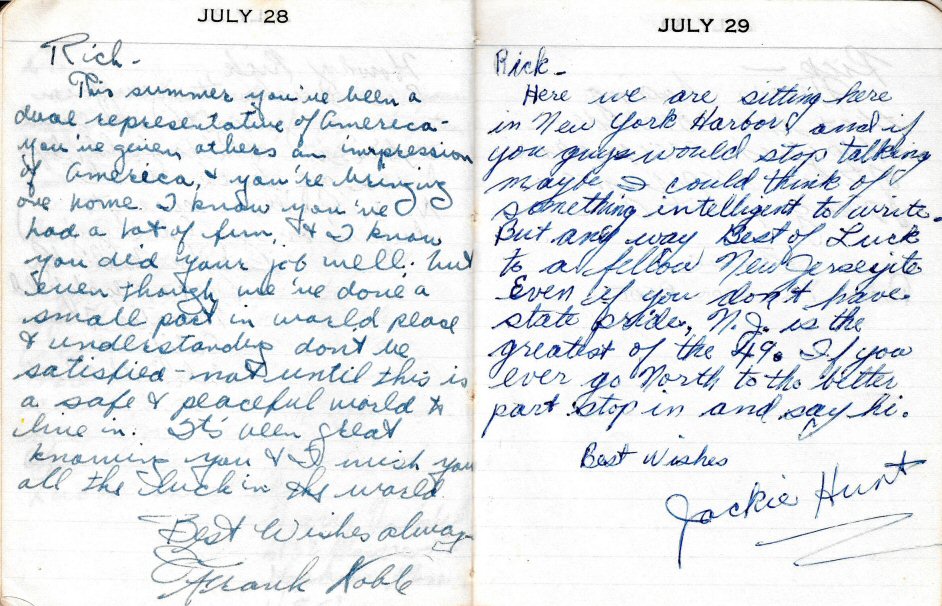 JULY 28
Rich-
This summer you've been a
dual representative of America-
you've given others an impression
of America, & you're bringing
one home. I know you've
had a lot of fun, & I know
you did your job well. but
even though we've done a
small part in world peace
& understanding don't be
satisfied - not until this is
a safe & peaceful world to
live in. It's been great
knowing you & I wish you
all the luck in the world
Best Wishes always
Frank Noble
JULY 29
Rick-
Here we are sitting here
in New York Harbor and if
you guys would stop talking
maybe I could think of
something intelligent to write.
But any way Best of Luck
to a fellow New Jerseyite
Even if you don't have
state pride, N.J. is the
greatest of the 49. If you
ever go North to the better
part stop in and say hi.
Best Wishes
Jackie Hunt